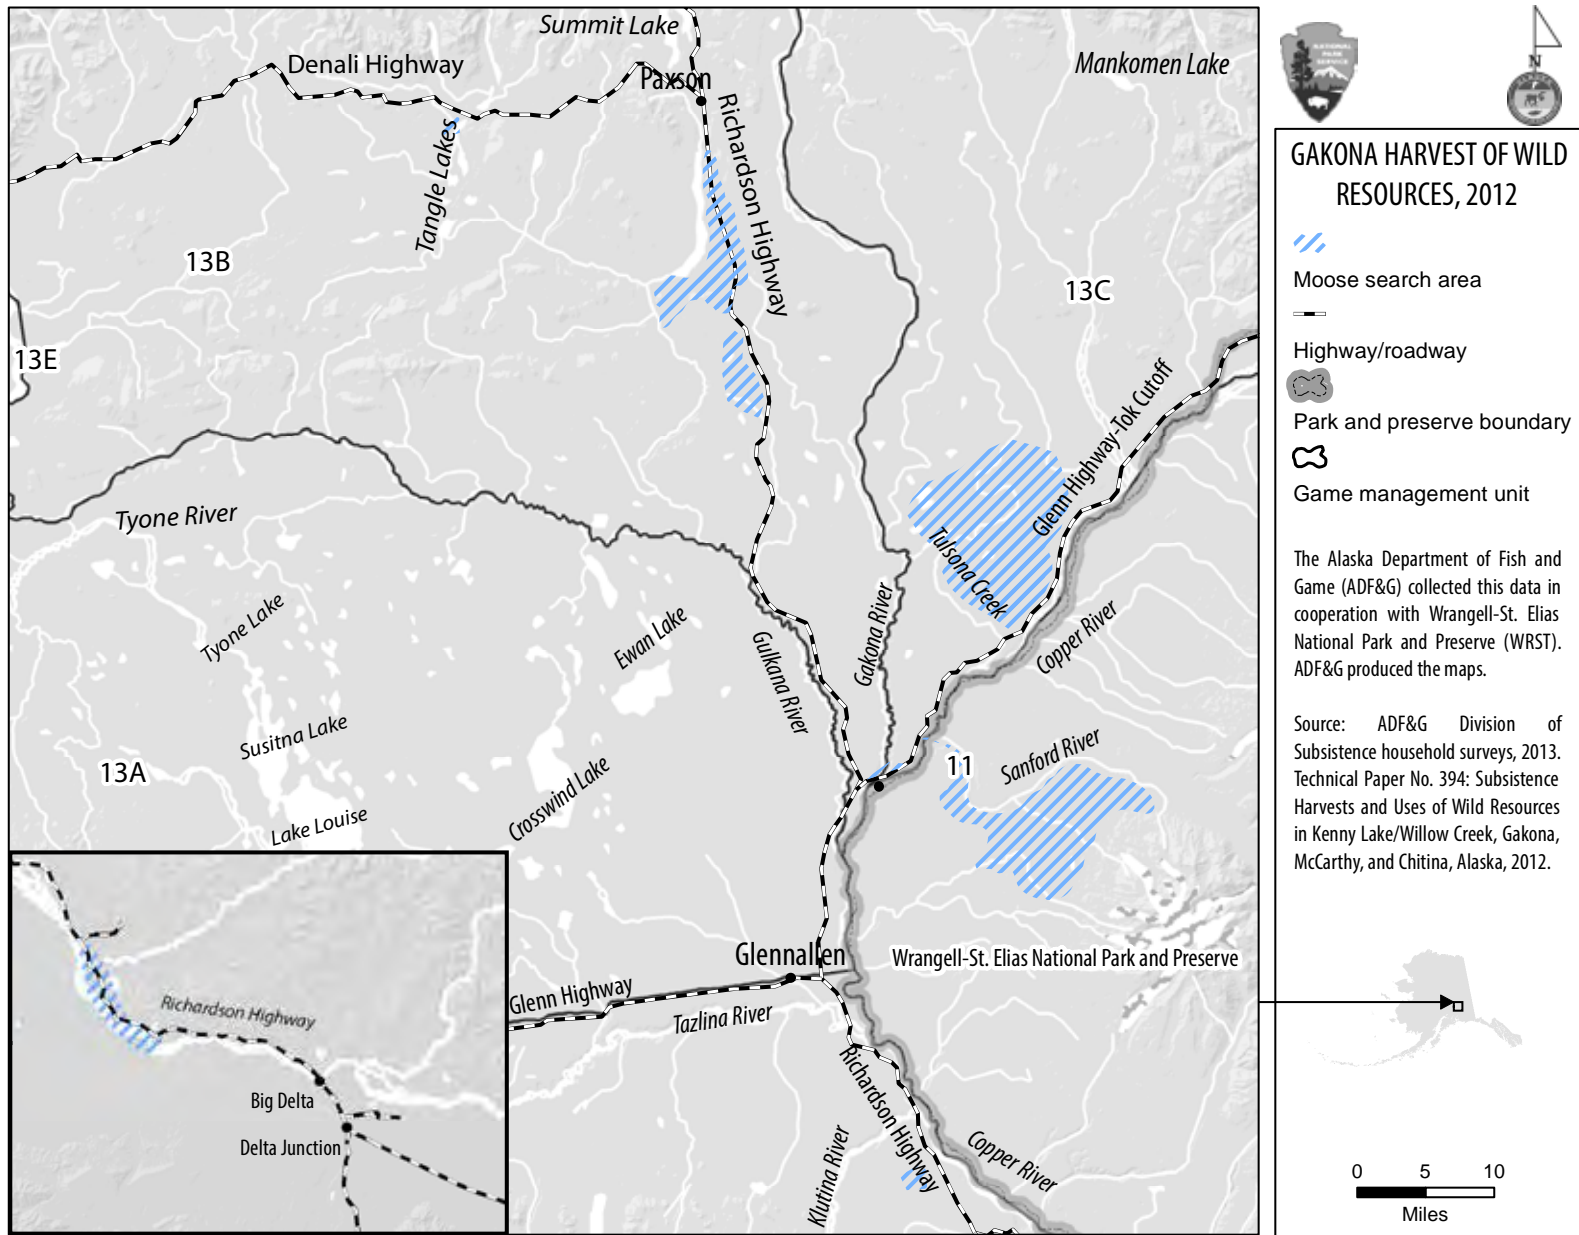 Summit Lake
Denali Highway
Paxson
Mankomen Lake
Richardson Highway
Tangle Lakes
13B
13C
13E
Glenn Highway-Tok Cutoff
Tyone River
Tulsona Creek
Tyone Lake
Ewan Lake
Gulkana River
Gakona River
Copper River
Susitna Lake
Sanford River
13A
11
Crosswind Lake
Lake Louise
Glennallen
Wrangell-St. Elias National Park and Preserve
Glenn Highway
Tazlina River
Richardson Highway
Richardson Highway
Big Delta
Delta Junction
Klutina River
Copper River
NATIONAL
PARK
SERVICE
N
GAKONA HARVEST OF WILD
RESOURCES, 2012
Moose search area
Highway/roadway
Park and preserve boundary
Game management unit
The Alaska Department of Fish and
Game (ADF&G) collected this data in
cooperation with Wrangell-St. Elias
National Park and Preserve (WRST).
ADF&G produced the maps.
Source: ADF&G Division of
Subsistence household surveys, 2013.
Technical Paper No. 394: Subsistence
Harvests and Uses of Wild Resources
in Kenny Lake/Willow Creek, Gakona,
McCarthy, and Chitina, Alaska, 2012.
0 5 10
Miles